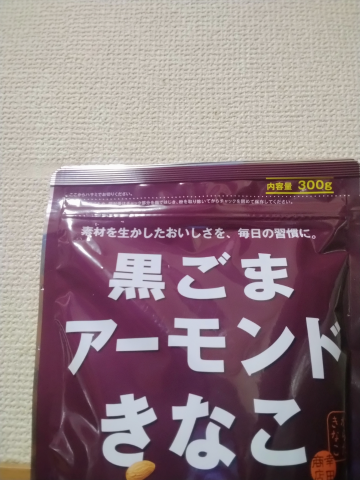 内容量 300g
素材を生かしたおいしさを、毎日の習慣に。
黒ごま
アーモンド
きなこ